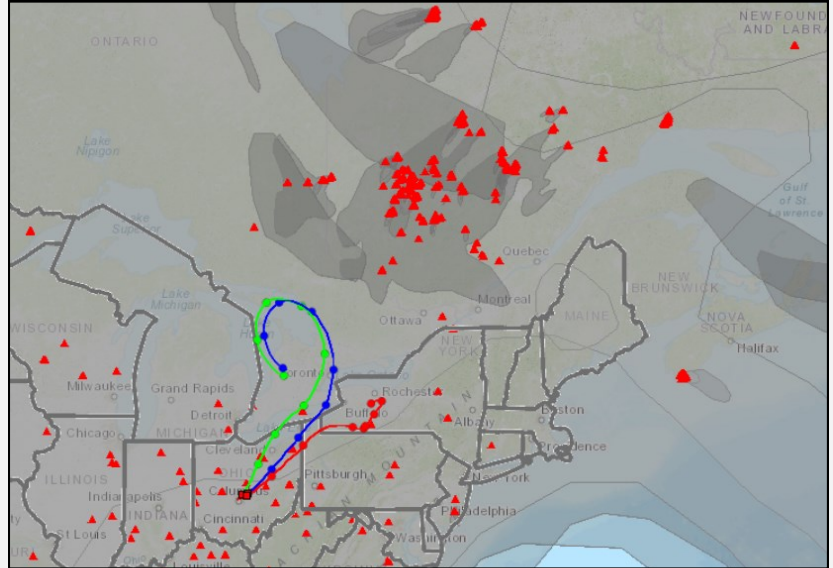 NEWFOUND
AND LABRA
ONTARIO
Lake
Nipigon
Gulf
of St.
Lawrence
Lake
Superior
Quebec
NEW
BRUNSWICK
Lake
Michigan
Montreal
MAINE
Ottawa
NOVA
SCOTIA
WISCONSIN
NEW
YORK
Halifax
Milwaukee
Grand Rapids
Detroit
MICHIGAN
Buffalo
Albany
Boston
Chicago
Cleveland
Providence
ILLINOIS
OHIO
Pittsburgh
New York
Indianapolis
INDIANA
Columbus
Cincinnati
Philadelphia
St Louis
Washington
Louisville